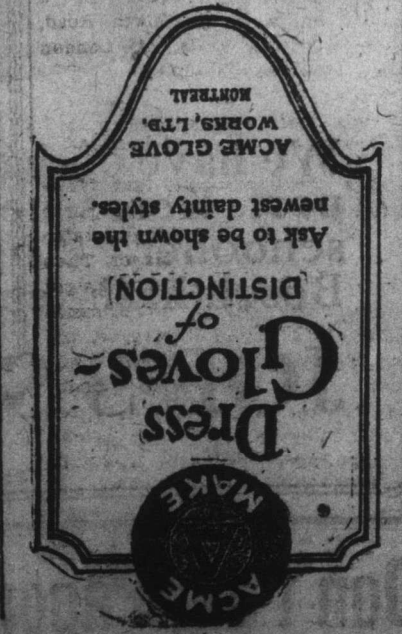 ACME
MAKE
Dress
Gloves-
of
(DISTINCTION)
Ask to be shown the
newest dainty styles.
ACME GLOVE
WORKS, LTD.
MONTREAL